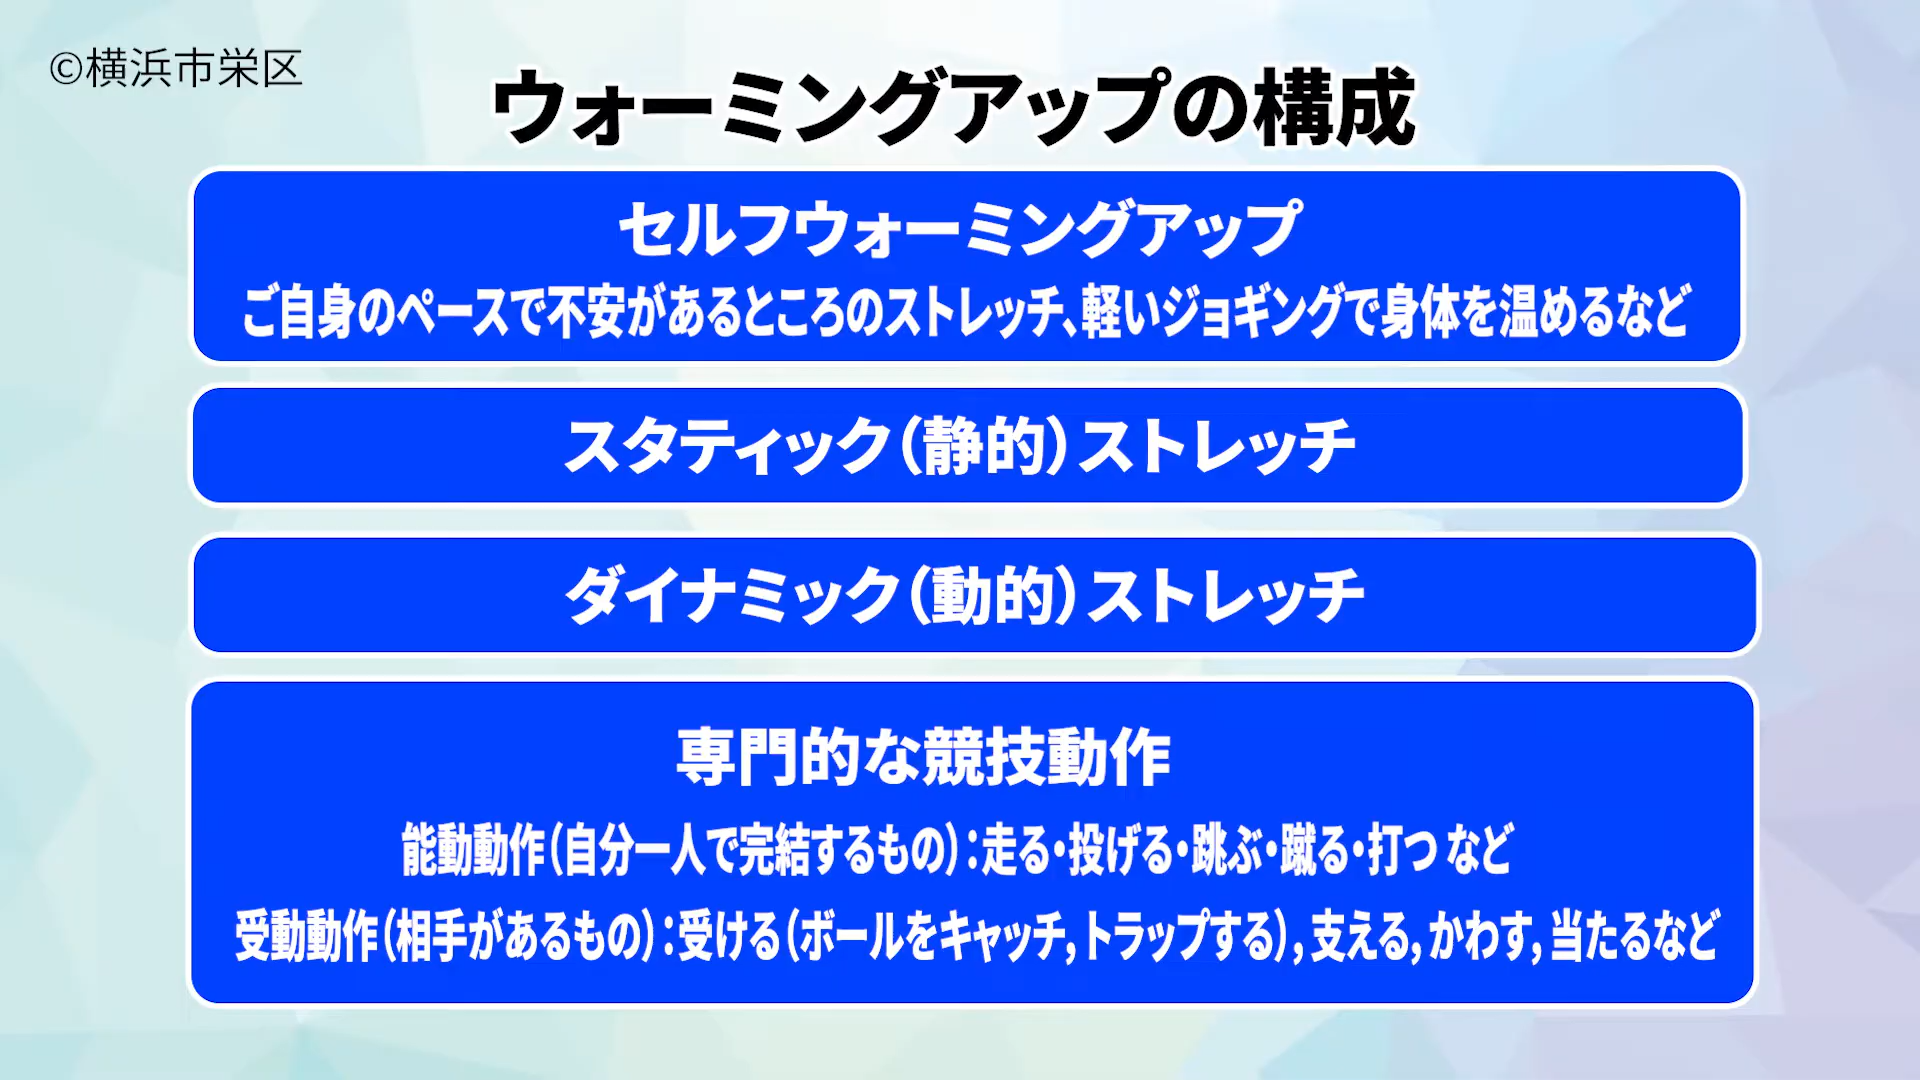 ©横浜市栄区
ウォーミングアップの構成
セルフウォーミングアップ
ご自身のペースで不安があるところのストレッチ、軽いジョギングで身体を温めるなど
スタティック（静的）ストレッチ
ダイナミック（動的）ストレッチ
専門的な競技動作
能動動作（自分一人で完結するもの）：走る・投げる・跳ぶ・蹴る・打つ など
受動動作（相手があるもの）：受ける（ボールをキャッチ，トラップする），支える，かわす，当たるなど